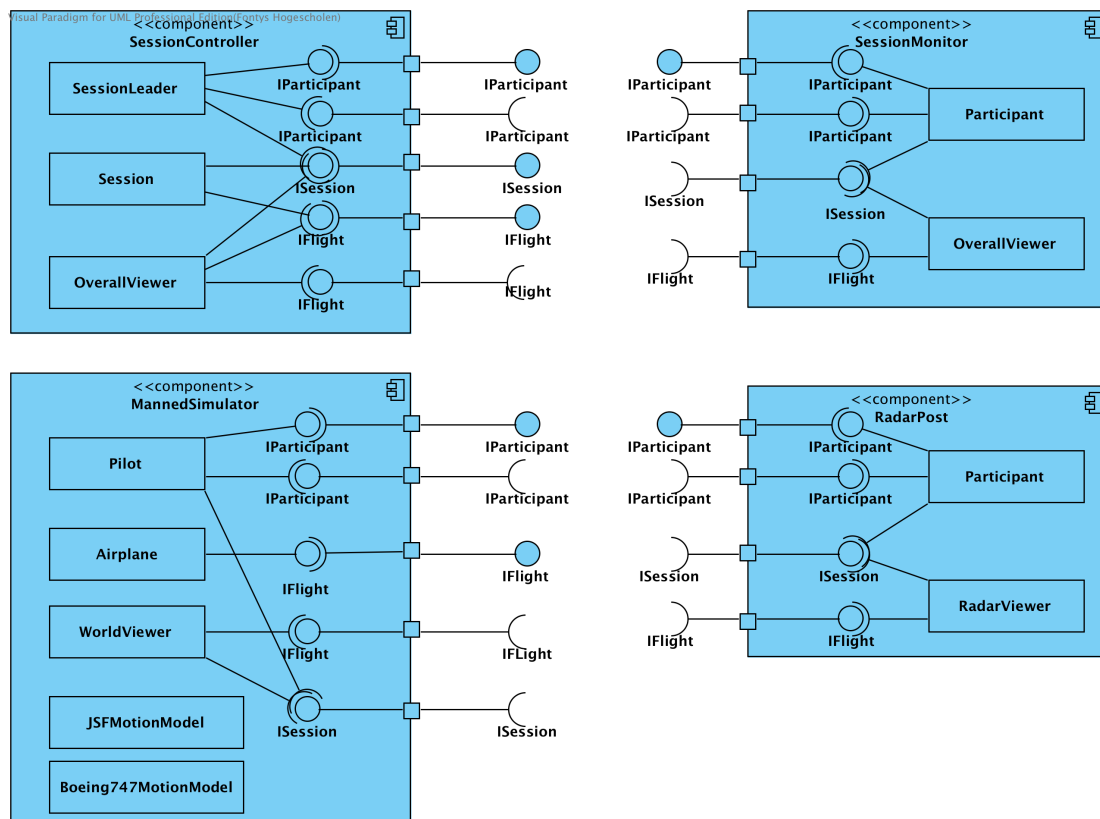 Visual Paradigm for UML Professional Edition(Fontys Hogescholen)
<<component>>
SessionController
SessionLeader
Session
OverallViewer
IParticipant
IParticipant
ISession
IFlight
IFlight
IParticipant
IParticipant
ISession
IFlight
IFlight
<<component>>
SessionMonitor
IParticipant
IParticipant
ISession
IFlight
IParticipant
IParticipant
ISession
IFlight
Participant
OverallViewer
<<component>>
MannedSimulator
Pilot
Airplane
WorldViewer
JSFMotionModel
Boeing747MotionModel
IParticipant
IParticipant
IFlight
IFlight
ISession
IParticipant
IParticipant
IFlight
IFLight
ISession
<<component>>
RadarPost
IParticipant
IParticipant
ISession
IFlight
IParticipant
IParticipant
ISession
IFlight
Participant
RadarViewer